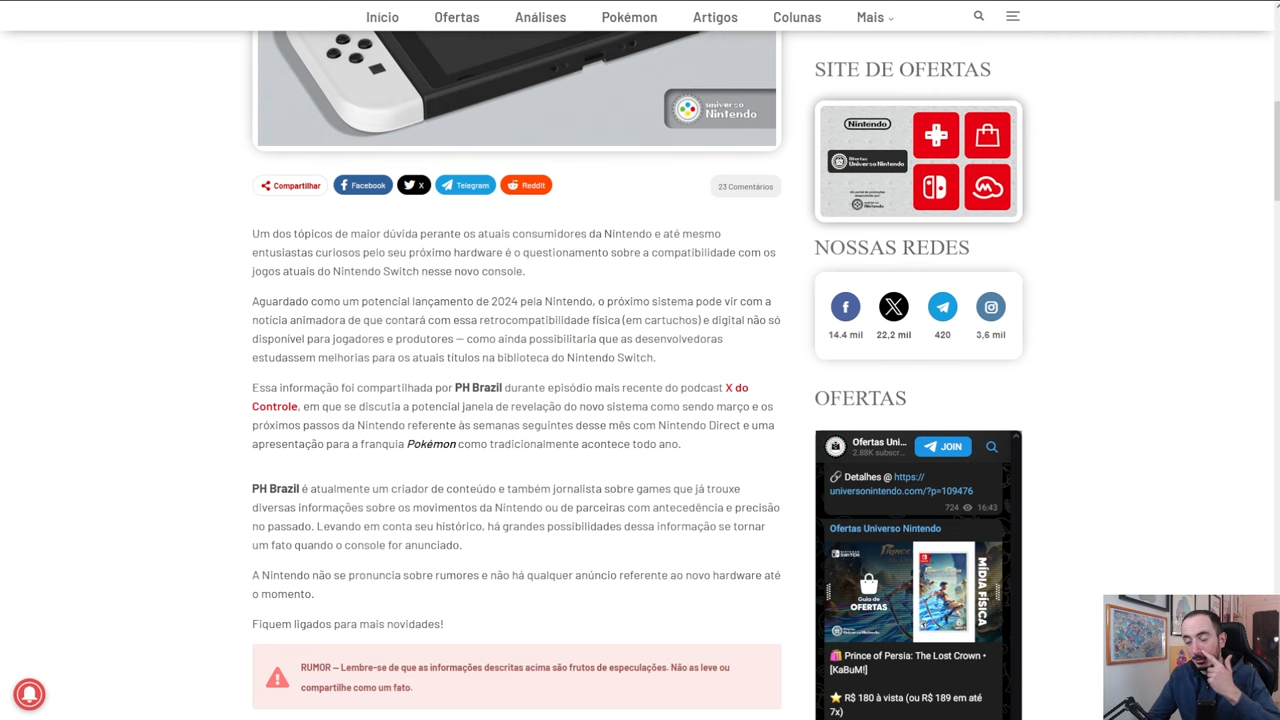 Início
Ofertas
Análises
Pokémon
Artigos
Colunas
Mais
universo
Nintendo
Compartilhar
Facebook
X
Telegram
ReddIt
23 Comentários
Um dos tópicos de maior dúvida perante os atuais consumidores da Nintendo e até mesmo
entusiastas curiosos pelo seu próximo hardware é o questionamento sobre a compatibilidade com os
jogos atuais do Nintendo Switch nesse novo console.
Aguardado como um potencial lançamento de 2024 pela Nintendo, o próximo sistema pode vir com a
notícia animadora de que contará com essa retrocompatibilidade física (em cartuchos) e digital não só
disponível para jogadores e produtores — como ainda possibilitaria que as desenvolvedoras
estudassem melhorias para os atuais títulos na biblioteca do Nintendo Switch.
Essa informação foi compartilhada por PH Brazil durante episódio mais recente do podcast X do
Controle, em que se discutia a potencial janela de revelação do novo sistema como sendo março e os
próximos passos da Nintendo referente às semanas seguintes desse mês com Nintendo Direct e uma
apresentação para a franquia Pokémon como tradicionalmente acontece todo ano.
PH Brazil é atualmente um criador de conteúdo e também jornalista sobre games que já trouxe
diversas informações sobre os movimentos da Nintendo ou de parceiras com antecedência e precisão
no passado. Levando em conta seu histórico, há grandes possibilidades dessa informação se tornar
um fato quando o console for anunciado.
A Nintendo não se pronuncia sobre rumores e não há qualquer anúncio referente ao novo hardware até
o momento.
Fiquem ligados para mais novidades!
RUMOR — Lembre-se de que as informações descritas acima são frutos de especulações. Não as leve ou
compartilhe como um fato.
SITE DE OFERTAS
Nintendo
Ofertas
Universo Nintendo
NOSSAS REDES
14.4 mil
22,2 mil
420
3,6 mil
OFERTAS
Ofertas Uni...
2.88K subscr...
JOIN
Detalhes @ https://
universonintendo.com/?p=109476
724
16:43
Ofertas Universo Nintendo
Guia de
OFERTAS
MÍDIA FÍSICA
Prince of Persia: The Lost Crown •
[KaBuM!]
R$ 180 à vista (ou R$ 189 em até
7x)